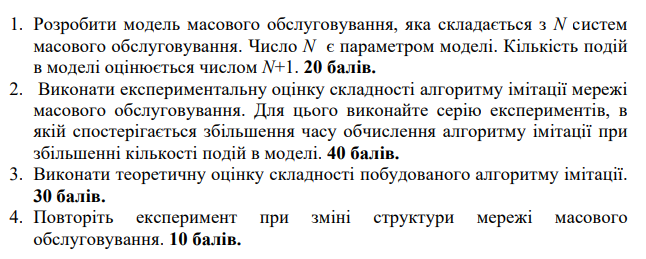 1. Розробити модель масового обслуговування, яка складається з N систем
масового обслуговування. Число N є параметром моделі. Кількість подій
в моделі оцінюється числом N+1. 20 балів.
2. Виконати експериментальну оцінку складності алгоритму імітації мережі
масового обслуговування. Для цього виконайте серію експериментів, в
якій спостерігається збільшення часу обчислення алгоритму імітації при
збільшенні кількості подій в моделі. 40 балів.
3. Виконати теоретичну оцінку складності побудованого алгоритму імітації.
30 балів.
4. Повторіть експеримент при зміні структури мережі масового
обслуговування. 10 балів.